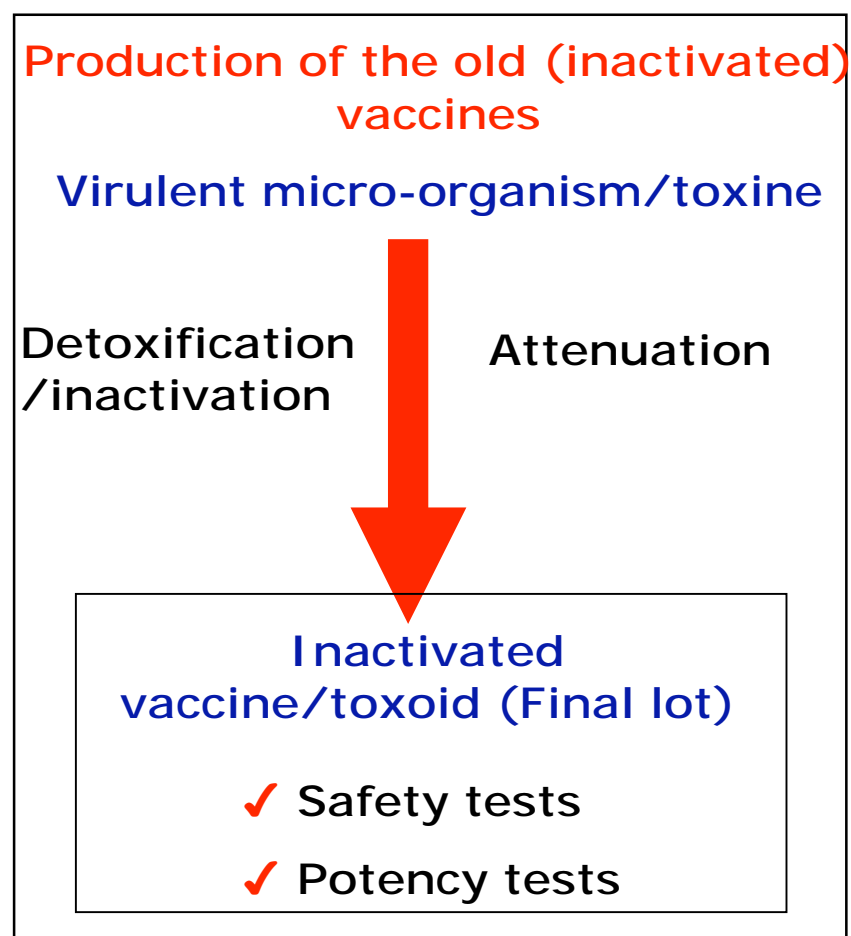 Production of the old (inactivated)
vaccines
Virulent micro-organism/toxine
Detoxification
/inactivation
Attenuation
Inactivated
vaccine/toxoid (Final lot)
✓ Safety tests
✓ Potency tests